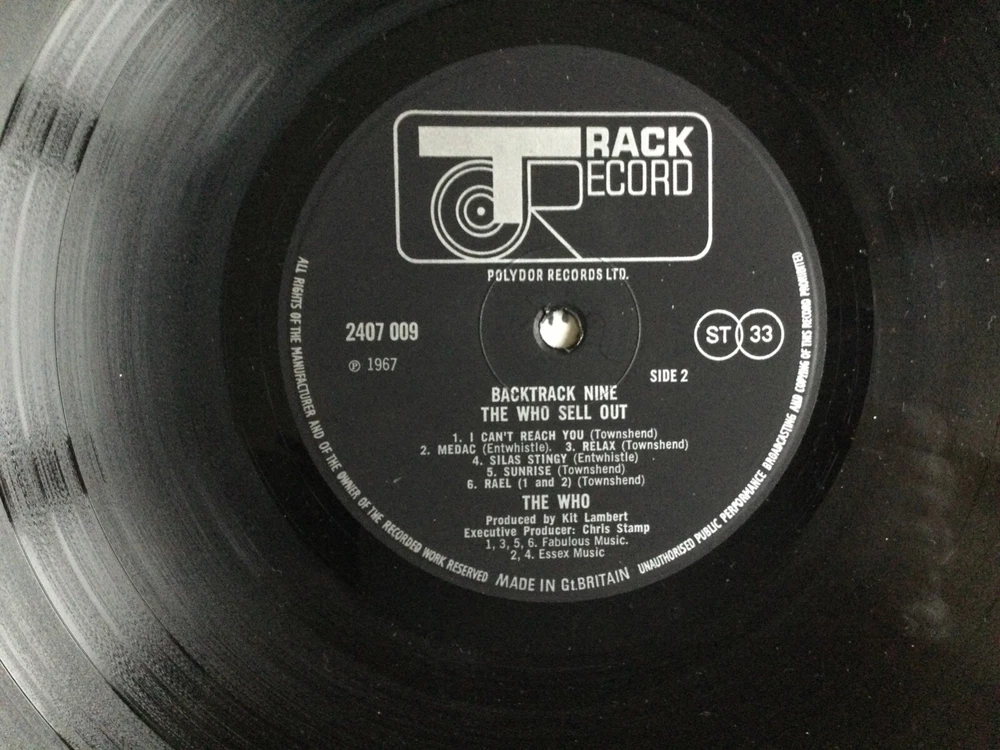 TRACK
RECORD
POLYDOR RECORDS LTD.
2407 009
ST 33
℗ 1967
SIDE 2
BACKTRACK NINE
THE WHO SELL OUT
1. I CAN'T REACH YOU (Townshend)
2. MEDAC (Entwhistle). 3. RELAX (Townshend)
4. SILAS STINGY (Entwhistle)
5. SUNRISE (Townshend)
6. RAEL (1 and 2) (Townshend)
THE WHO
Produced by Kit Lambert
Executive Producer: Chris Stamp
1, 3, 5, 6. Fabulous Music.
2, 4. Essex Music
ALL RIGHTS OF THE MANUFACTURER AND OF THE OWNER OF THE RECORDED WORK RESERVED MADE IN Gt.BRITAIN UNAUTHORISED PUBLIC PERFORMANCE BROADCASTING AND COPYING OF THIS RECORD PROHIBITED